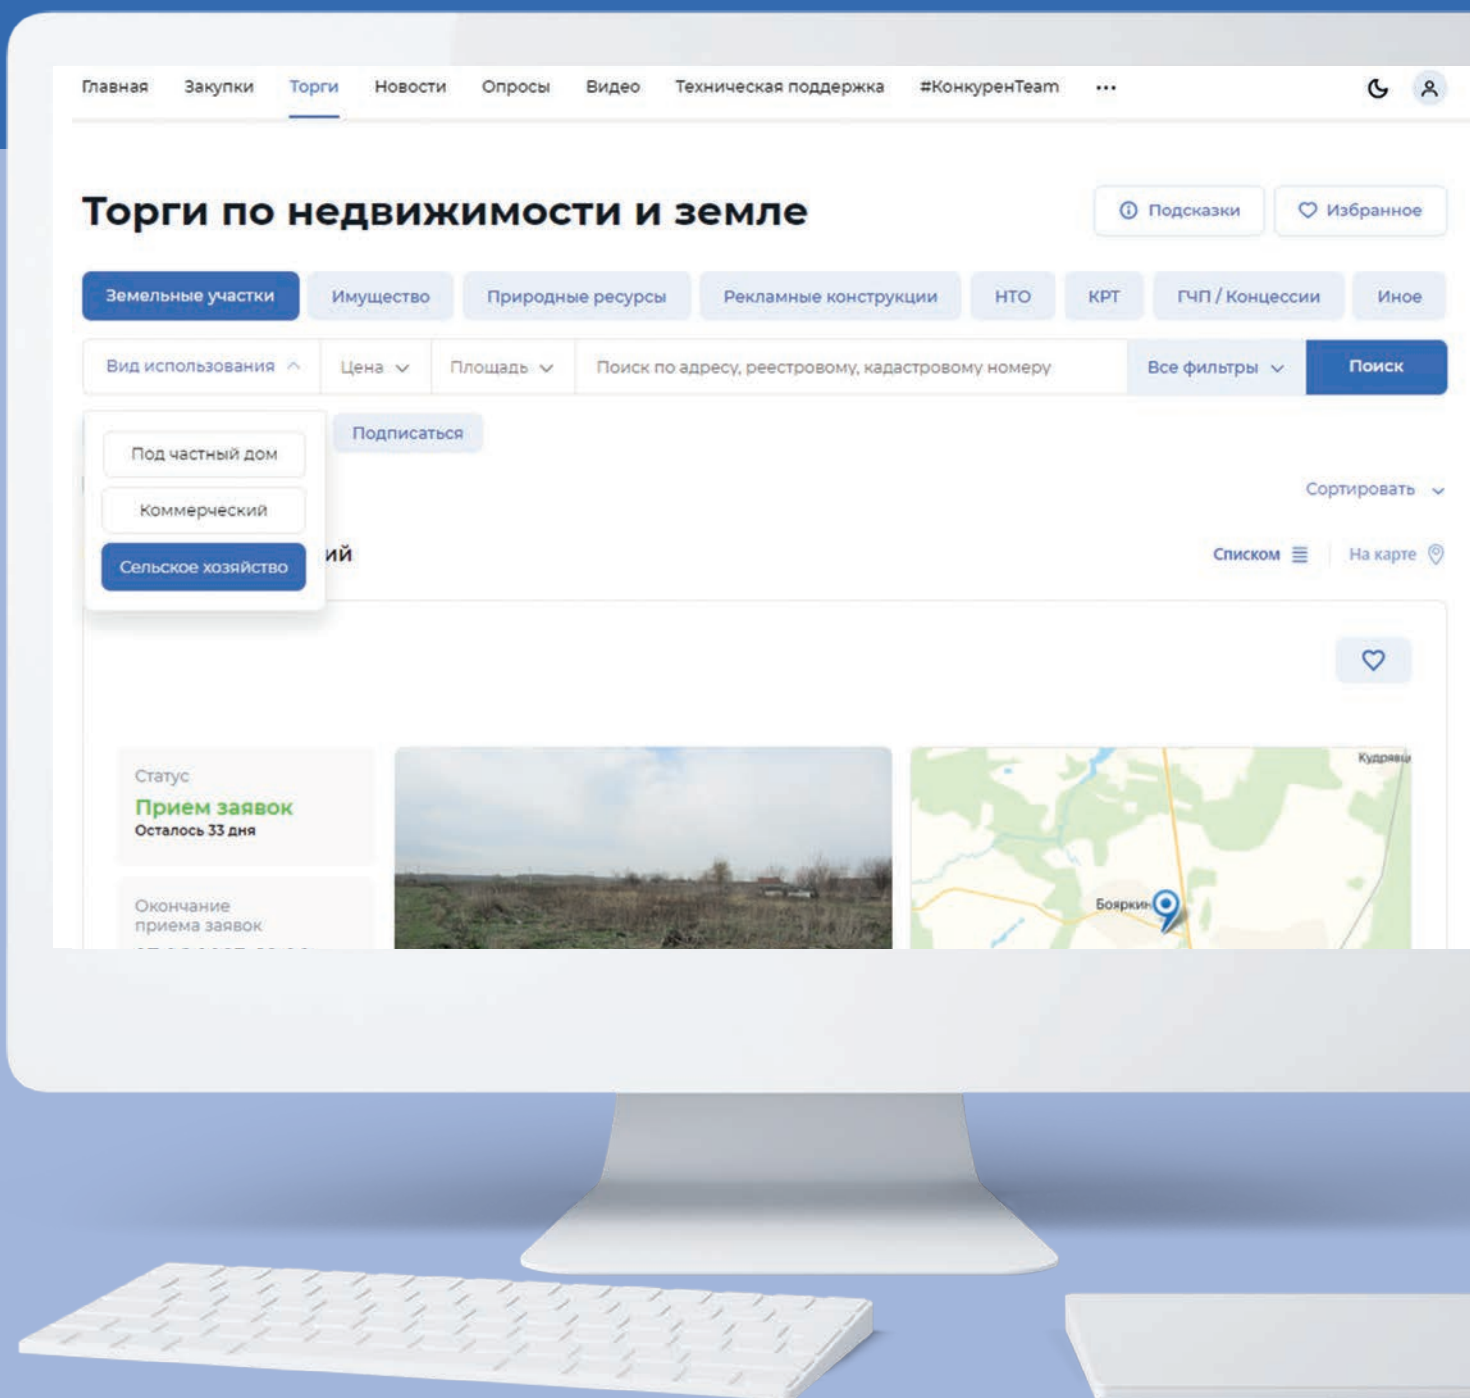 Главная Закупки Торги Новости Опросы Видео Техническая поддержка #КонкуренTeam ...
Торги по недвижимости и земле
Подсказки Избранное
Земельные участки Имущество Природные ресурсы Рекламные конструкции НТО КРТ ГЧП / Концессии Иное
Вид использования Цена Площадь Поиск по адресу, реестровому, кадастровому номеру Все фильтры Поиск
Подписаться
Под частный дом
Сортировать
Коммерческий
ий
Списком На карте
Сельское хозяйство
Статус
Прием заявок
Осталось 33 дня
Кудрявц
Окончание
приема заявок
Бояркин